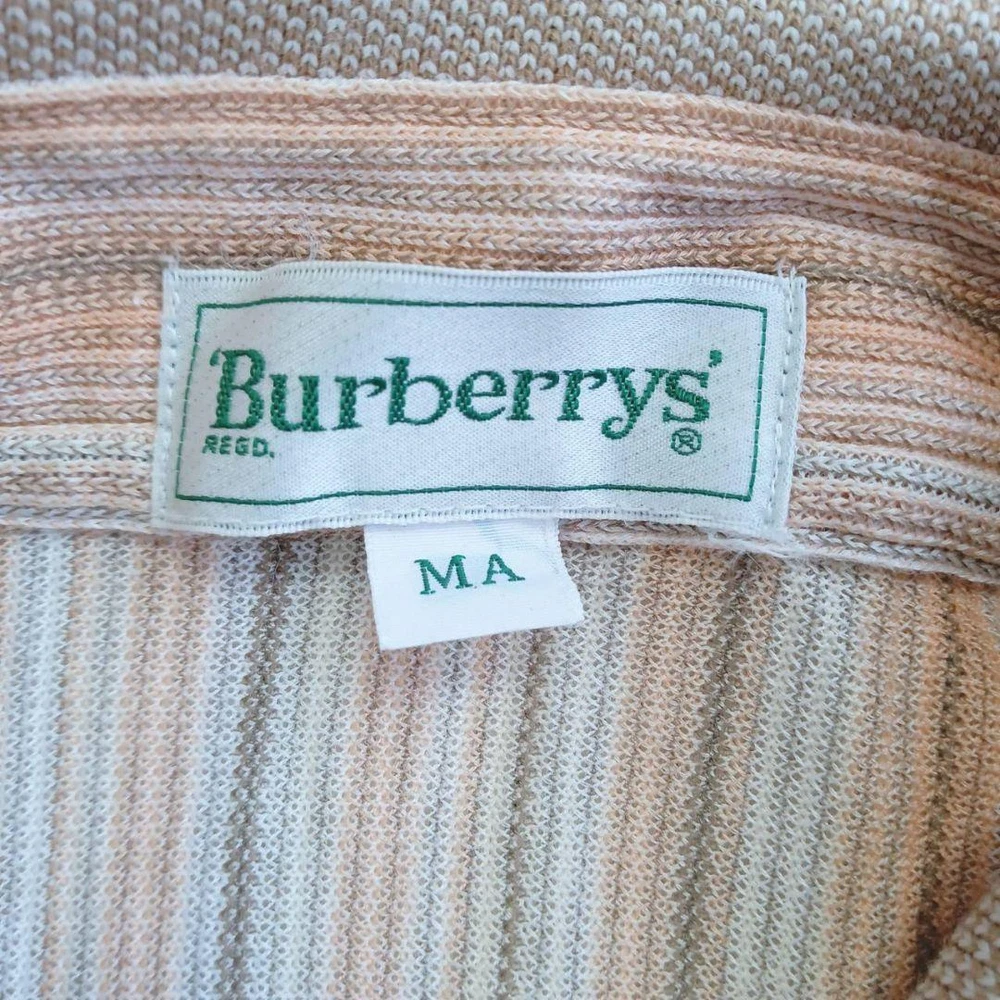 'Burberrys'
REGD. ®
MA